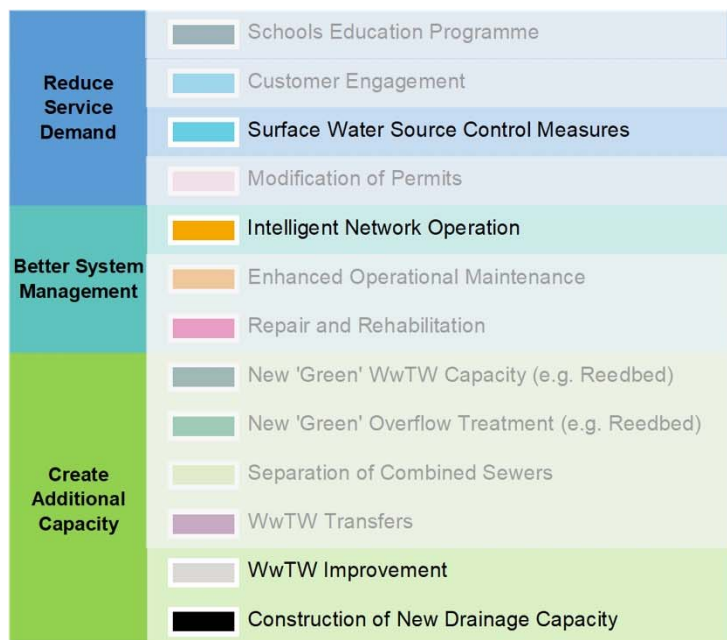 Reduce
Service
Demand
Schools Education Programme
Customer Engagement
Surface Water Source Control Measures
Modification of Permits
Better System
Management
Intelligent Network Operation
Enhanced Operational Maintenance
Repair and Rehabilitation
Create
Additional
Capacity
New 'Green' WwTW Capacity (e.g. Reedbed)
New 'Green' Overflow Treatment (e.g. Reedbed)
Separation of Combined Sewers
WwTW Transfers
WwTW Improvement
Construction of New Drainage Capacity